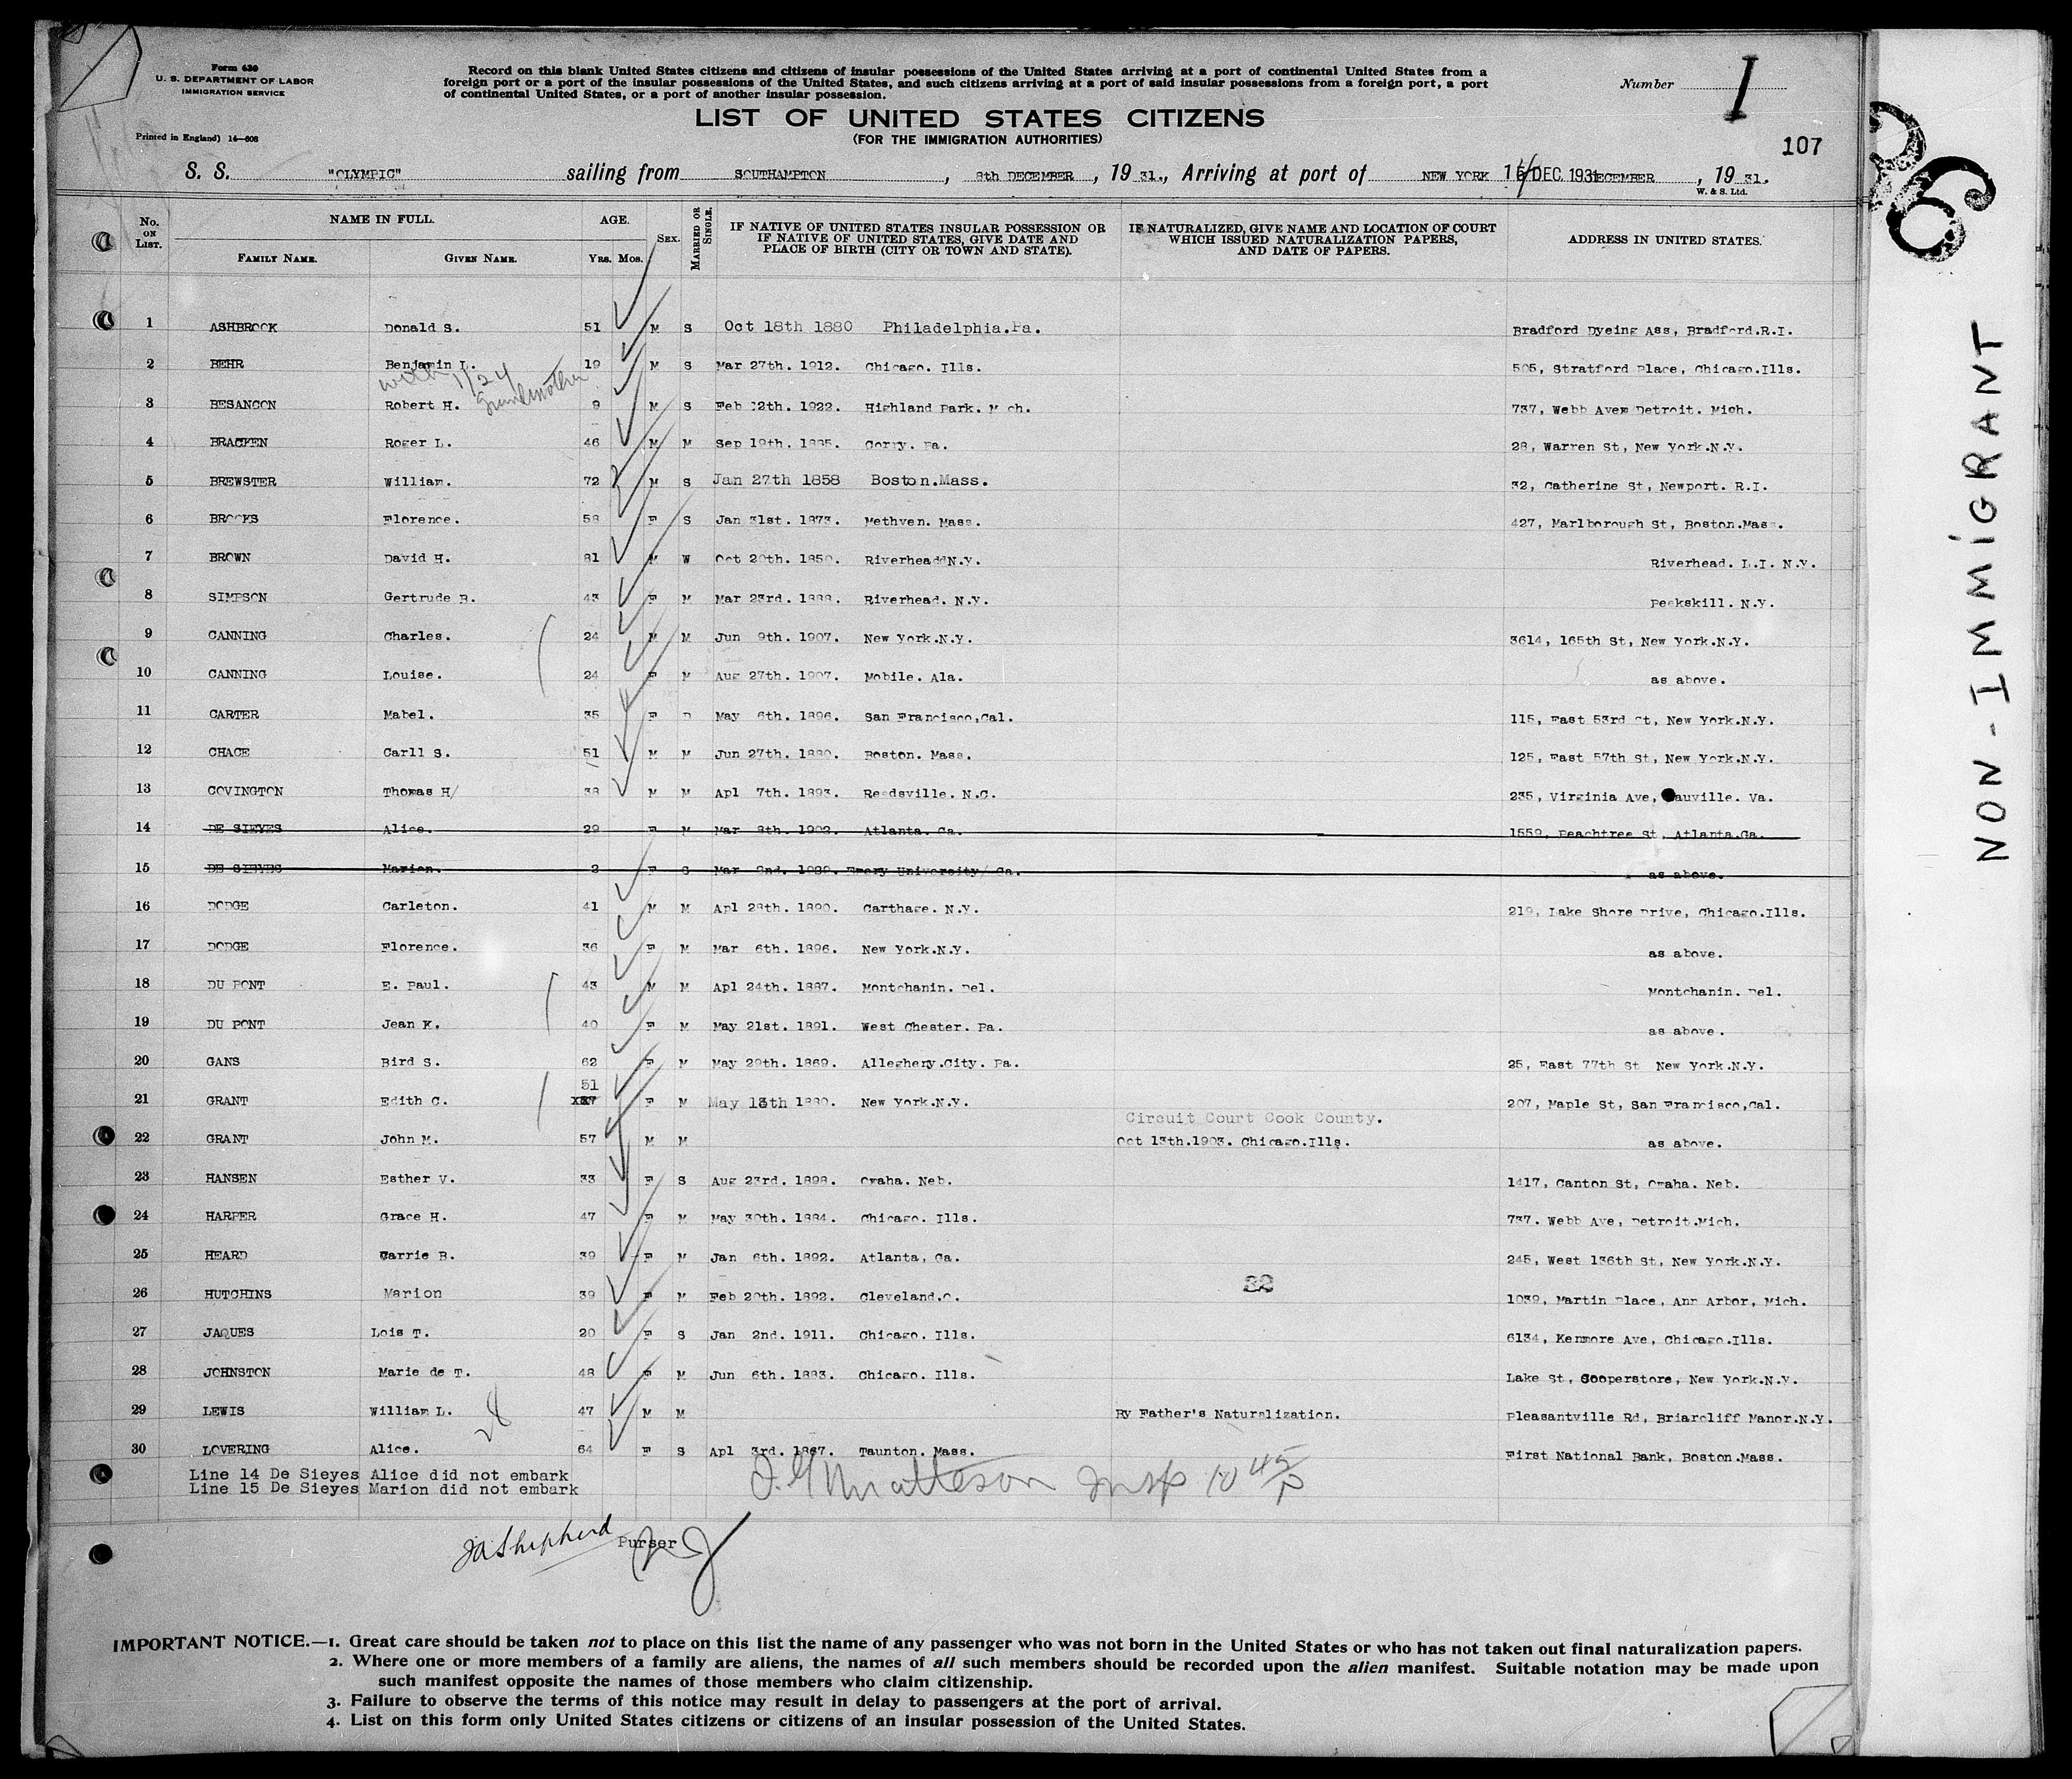 Form 630
U. S. DEPARTMENT OF LABOR
IMMIGRATION SERVICE
Printed in England) 14—608
Record on this blank United States citizens and citizens of insular possessions of the United States arriving at a port of continental United States from a
foreign port or a port of the insular possessions of the United States, and such citizens arriving at a port of said insular possessions from a foreign port, a port
of continental United States, or a port of another insular possession.
Number I
LIST OF UNITED STATES CITIZENS
(FOR THE IMMIGRATION AUTHORITIES)
107
S. S. "OLYMPIC" sailing from SOUTHAMPTON, 8th DECEMBER, 19 31., Arriving at port of NEW YORK DEC. 1931 DECEMBER, 19 31.
W. & S. Ltd.
No. ON LIST. NAME IN FULL. FAMILY NAME. GIVEN NAME. AGE. YRS. MOS. SEX. MARRIED OR SINGLE. IF NATIVE OF UNITED STATES INSULAR POSSESSION OR IF NATIVE OF UNITED STATES, GIVE DATE AND PLACE OF BIRTH (CITY OR TOWN AND STATE). IF NATURALIZED, GIVE NAME AND LOCATION OF COURT WHICH ISSUED NATURALIZATION PAPERS, AND DATE OF PAPERS. ADDRESS IN UNITED STATES.
1 ASHBROOK Donald S. 51 M S Oct 18th 1880 Philadelphia.Pa. Bradford Dyeing Ass, Bradford.R.I.
2 BEHR Benjamin L. 19 M S Mar 27th. 1912. Chicago. Ills. 505, Stratford Place, Chicago.Ills.
with 1/24 Grandmother
3 BESANCON Robert H. 9 M S Feb 12th. 1922. Highland Park. Mich. 737, Webb Avem Detroit. Mich.
4 BRACKEN Roger L. 46 M M Sep 19th. 1885. Corry. Pa. 28, Warren St, New York.N.Y.
5 BREWSTER William. 72 M S Jan 27th 1858 Boston.Mass. 32, Catherine St, Newport. R.I.
6 BROOKS Florence. 58 F S Jan 31st. 1873. Methven. Mass. 427, Marlborough St, Boston.Mass.
7 BROWN David H. 81 M W Oct 20th. 1850. Riverhead N.Y. Riverhead. L.I. N.Y.
8 SIMPSON Gertrude B. 43 F M Mar 23rd. 1888. Riverhead. N.Y. Peekskill. N.Y.
9 CANNING Charles. 24 M M Jun 9th. 1907. New York.N.Y. 3614, 165th St, New York.N.Y.
10 CANNING Louise. 24 F M Aug 27th. 1907. Mobile. Ala. as above.
11 CARTER Mabel. 35 F D May 6th. 1896. San Francisco,Cal. 115, East 53rd St, New York.N.Y.
12 CHACE Carll S. 51 M M Jun 27th. 1880. Boston. Mass. 125, East 57th St, New York.N.Y.
13 COVINGTON Thomas H/ 38 M M Apl 7th. 1893. Reedsville. N.C. 235, Virginia Ave, auville. Va.
14 DE SIEYES Alice. 29 F M Mar 8th. 1902. Atlanta. Ga. 1559, Peachtree St, Atlanta.Ga.
15 DE SIEYES Marion. 2 F S Mar 2nd. 1929. Emory University/ Ga. as above.
16 DODGE Carleton. 41 M M Apl 28th. 1890. Carthage. N.Y. 219, Lake Shore Drive, Chicago.Ills.
17 DODGE Florence. 36 F M Mar 6th. 1896. New York.N.Y. as above.
18 DU PONT E. Paul. 43 M M Apl 24th. 1887. Montchanin. Del. Montchanin. Del.
19 DU PONT Jean K. 40 F M May 21st. 1891. West Chester. Pa. as above.
20 GANS Bird S. 62 F M May 29th. 1869. Alleghery.City. Pa. 25, East 77th St New York.N.Y.
51
21 GRANT Edith C. F M May 13th 1880. New York.N.Y. 207, Maple St, San Francisco,Cal.
Circuit Court Cook County.
22 GRANT John M. 57 M M Oct 13th.1903. Chicago.Ills. as above.
23 HANSEN Esther V. 33 F S Aug 23rd. 1898. Omaha. Neb. 1417, Canton St, Omaha. Neb.
24 HARPER Grace H. 47 F M May 30th. 1884. Chicago. Ills. 737. Webb Ave, Detroit.Mich.
25 HEARD Carrie B. 39 F M Jan 6th. 1892. Atlanta, Ga. 245, West 136th St, New York.N.Y.
32
26 HUTCHINS Marion 39 F M Feb 20th. 1892. Cleveland.O. 1039, Martin Place, Ann Arbor, Mich.
27 JAQUES Lois T. 20 F S Jan 2nd. 1911. Chicago. Ills. 6134, Kenmore Ave, Chicago.Ills.
28 JOHNSTON Marie de T. 48 F M Jun 6th. 1883. Chicago. Ills. Lake St, Cooperstore, New York.N.Y.
29 LEWIS William L. 47 M M By Father's Naturalization. Pleasantville Rd, Briarcliff Manor.N.Y.
30 LOVERING Alice. 64 F S Apl 3rd. 1867. Taunton. Mass. First National Bank, Boston.Mass.
Line 14 De Sieyes Alice did not embark
Line 15 De Sieyes Marion did not embark
Matteson Insp 10 45/P
JA Shepherd Purser
IMPORTANT NOTICE.—1. Great care should be taken not to place on this list the name of any passenger who was not born in the United States or who has not taken out final naturalization papers.
2. Where one or more members of a family are aliens, the names of all such members should be recorded upon the alien manifest. Suitable notation may be made upon
such manifest opposite the names of those members who claim citizenship.
3. Failure to observe the terms of this notice may result in delay to passengers at the port of arrival.
4. List on this form only United States citizens or citizens of an insular possession of the United States.
36
NON-IMMIGRANT